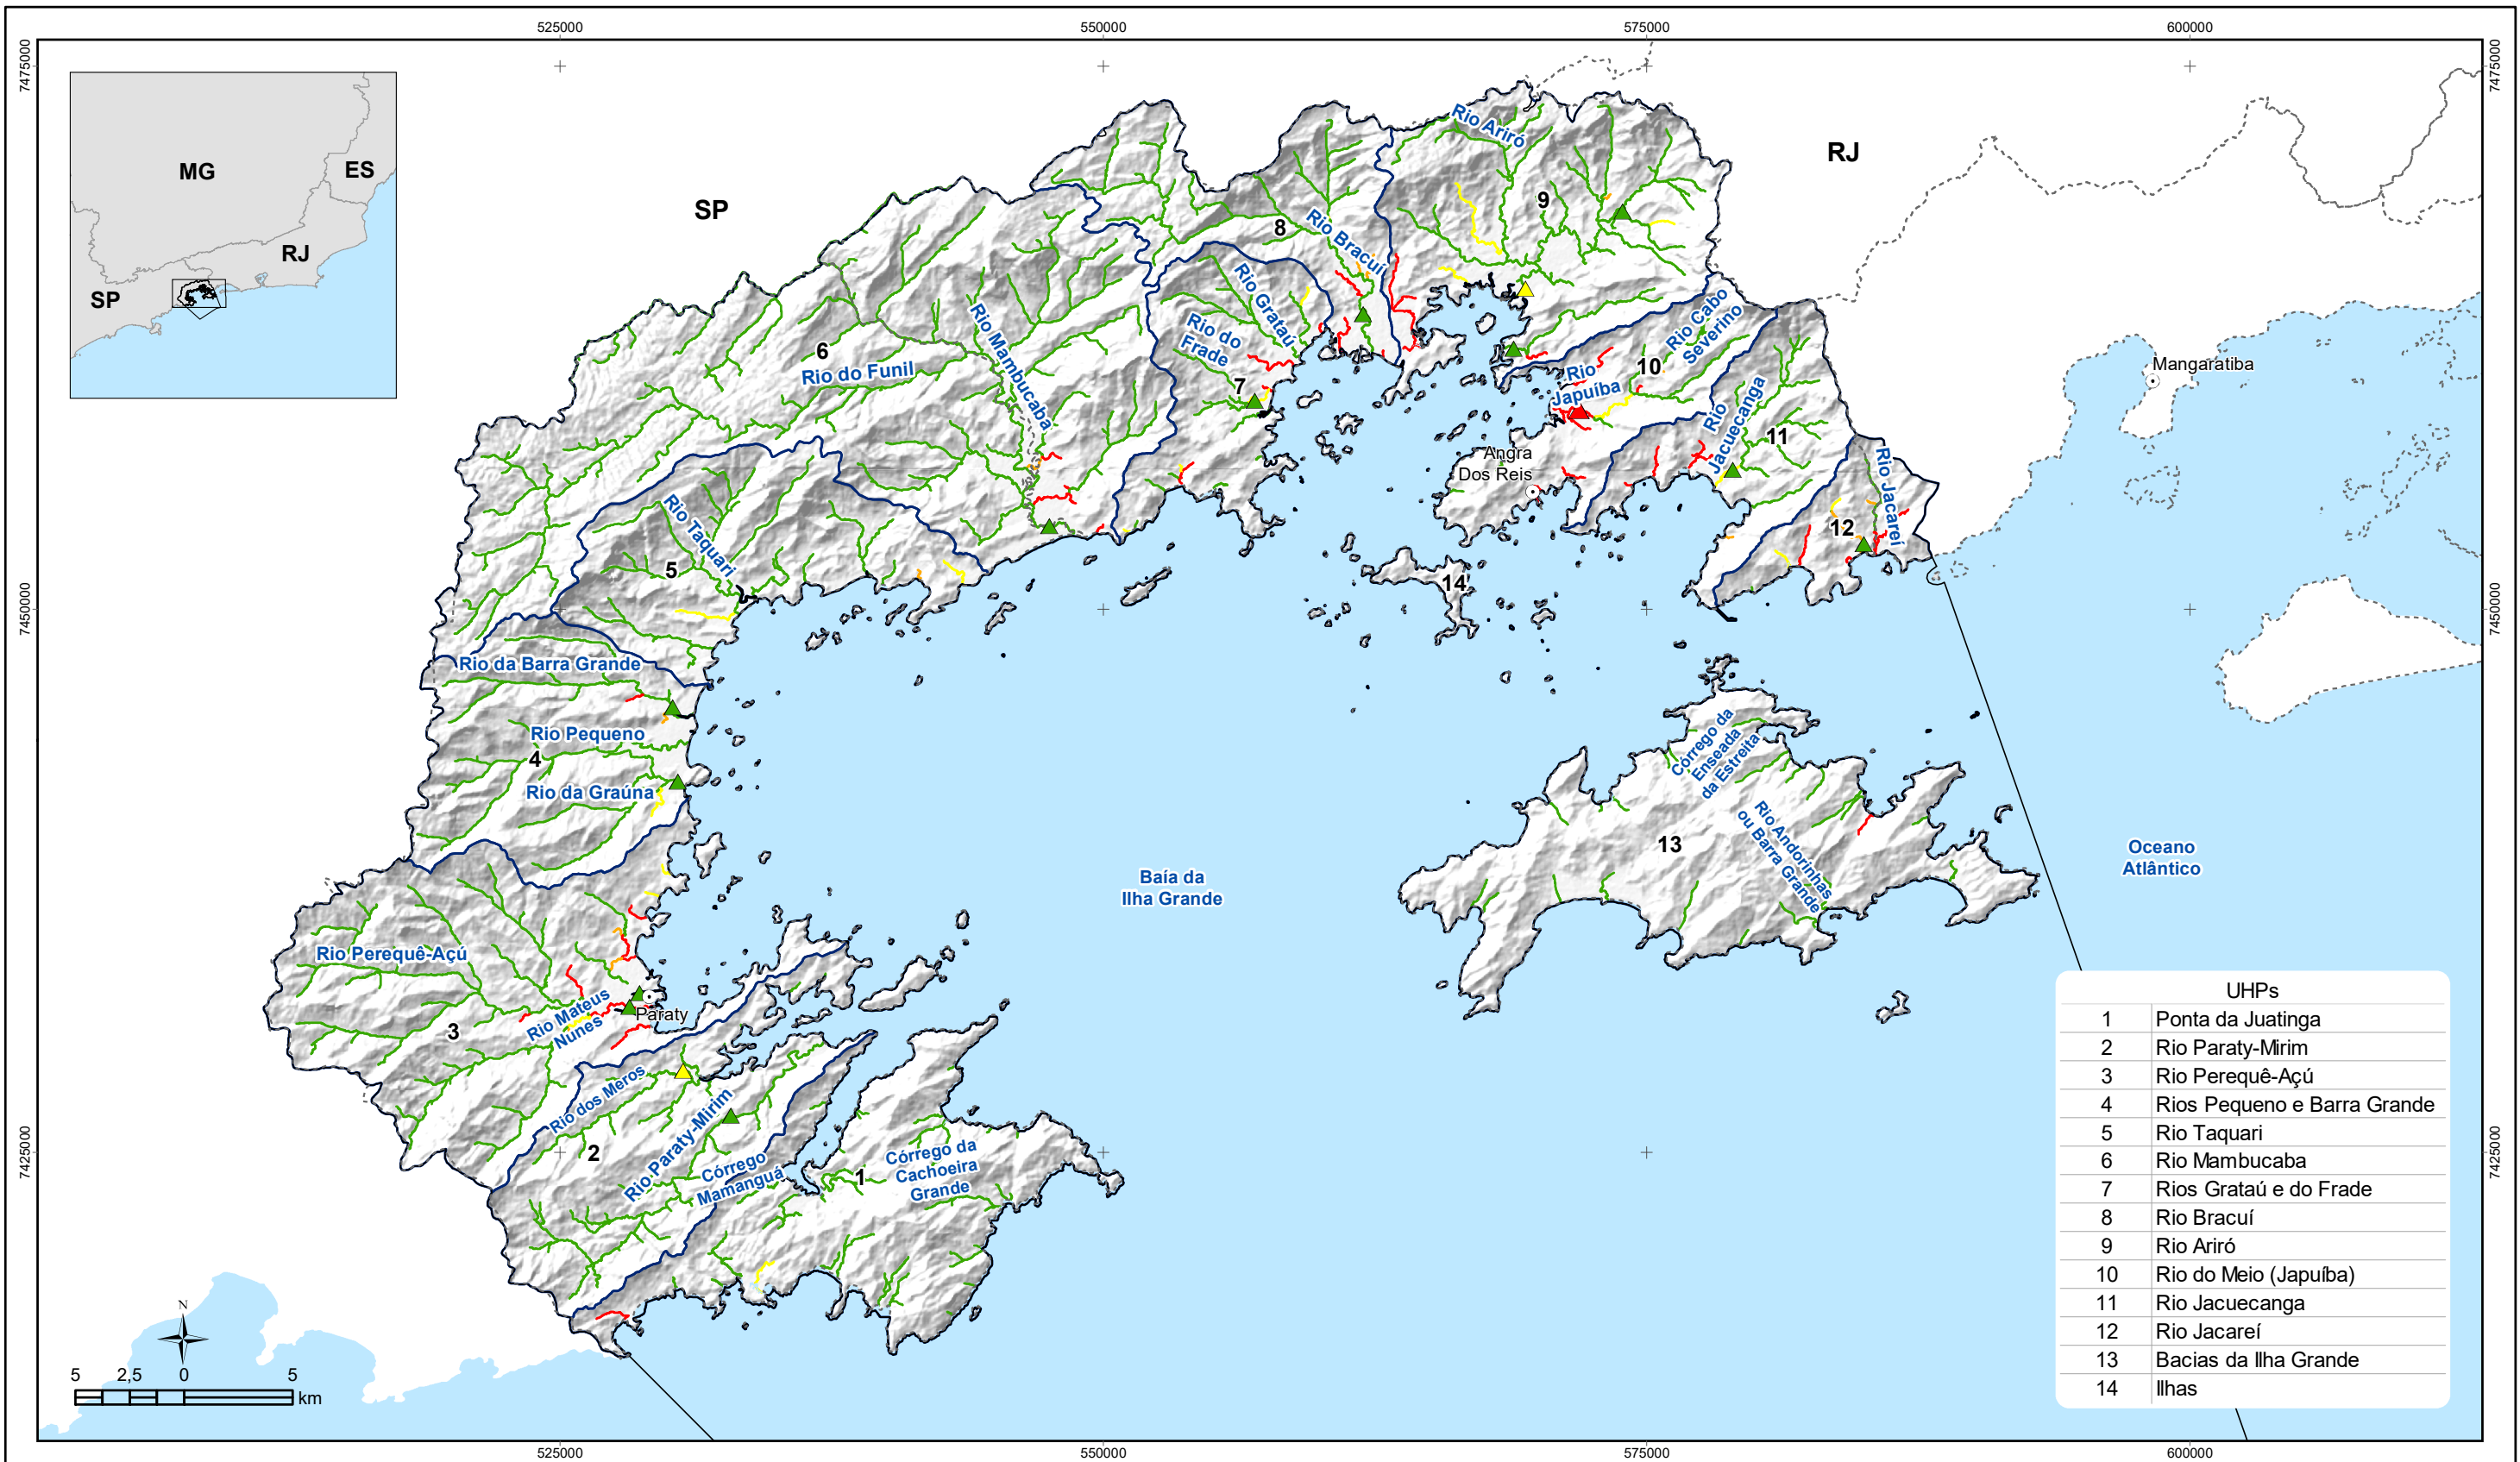 525000
550000
575000
600000
7475000
7475000
MG
ES
RJ
SP
SP
RJ
Rio Ariró
9
8
Rio Bracuí
Rio Grataú
Rio do
Frade
7
Rio Mambucaba
6
Rio do Funil
Rio Cabo
Severino
10
Rio
Japuíba
Rio
Jacuecanga
11
Mangaratiba
Angra
Dos Reis
Rio Jacareí
12
14
Rio Taquari
5
7450000
7450000
Rio da Barra Grande
Rio Pequeno
4
Rio da Graúna
Córrego da
Enseada
da Estreita
13
Rio Andorinhas
ou Barra Grande
Baía da
Ilha Grande
Oceano
Atlântico
Rio Perequê-Açú
3
Rio Mateus
Nunes
Paraty
Rio dos Meros
2
Rio Paraty-Mirim
Córrego
Mamanguá
1
Córrego da
Cachoeira
Grande
7425000
7425000
N
5 2,5 0 5
km
UHPs
1 Ponta da Juatinga
2 Rio Paraty-Mirim
3 Rio Perequê-Açú
4 Rios Pequeno e Barra Grande
5 Rio Taquari
6 Rio Mambucaba
7 Rios Grataú e do Frade
8 Rio Bracuí
9 Rio Ariró
10 Rio do Meio (Japuíba)
11 Rio Jacuecanga
12 Rio Jacareí
13 Bacias da Ilha Grande
14 Ilhas
525000
550000
575000
600000